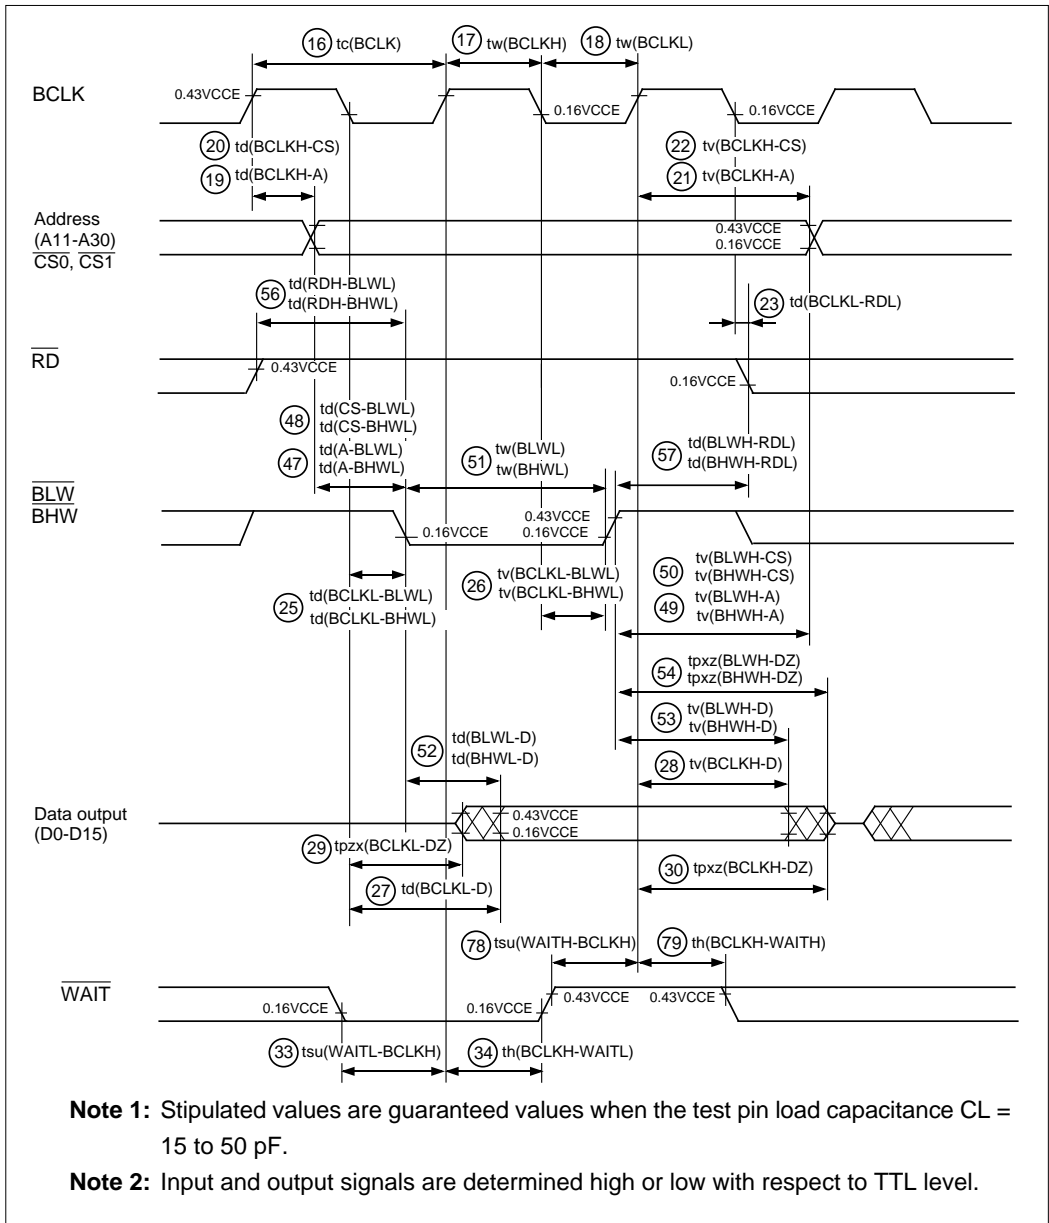 16 tc(BCLK)
17 tw(BCLKH)
18 tw(BCLKL)
BCLK
0.43VCCE
0.16VCCE
0.16VCCE
20 td(BCLKH-CS)
19 td(BCLKH-A)
22 tv(BCLKH-CS)
21 tv(BCLKH-A)
Address
(A11-A30)
CS0, CS1
0.43VCCE
0.16VCCE
56 td(RDH-BLWL)
td(RDH-BHWL)
23 td(BCLKL-RDL)
RD
0.43VCCE
0.16VCCE
48 td(CS-BLWL)
td(CS-BHWL)
47 td(A-BLWL)
td(A-BHWL)
51 tw(BLWL)
tw(BHWL)
57 td(BLWH-RDL)
td(BHWH-RDL)
BLW
BHW
0.16VCCE
0.43VCCE
0.16VCCE
25 td(BCLKL-BLWL)
td(BCLKL-BHWL)
26 tv(BCLKL-BLWL)
tv(BCLKL-BHWL)
50 tv(BLWH-CS)
tv(BHWH-CS)
49 tv(BLWH-A)
tv(BHWH-A)
54 tpxz(BLWH-DZ)
tpxz(BHWH-DZ)
53 tv(BLWH-D)
tv(BHWH-D)
52 td(BLWL-D)
td(BHWL-D)
28 tv(BCLKH-D)
Data output
(D0-D15)
0.43VCCE
0.16VCCE
29 tpzx(BCLKL-DZ)
27 td(BCLKL-D)
30 tpxz(BCLKH-DZ)
78 tsu(WAITH-BCLKH)
79 th(BCLKH-WAITH)
WAIT
0.16VCCE
0.16VCCE
0.43VCCE
0.43VCCE
33 tsu(WAITL-BCLKH)
34 th(BCLKH-WAITL)
Note 1: Stipulated values are guaranteed values when the test pin load capacitance CL =
15 to 50 pF.
Note 2: Input and output signals are determined high or low with respect to TTL level.